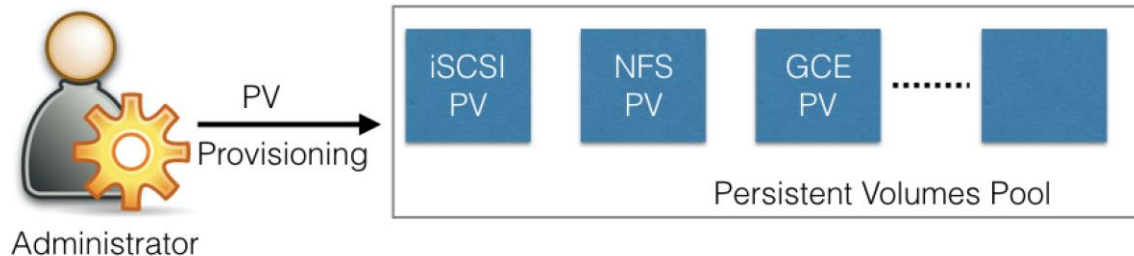 PV
Provisioning
Administrator
iSCSI
PV
NFS
PV
GCE
PV
Persistent Volumes Pool